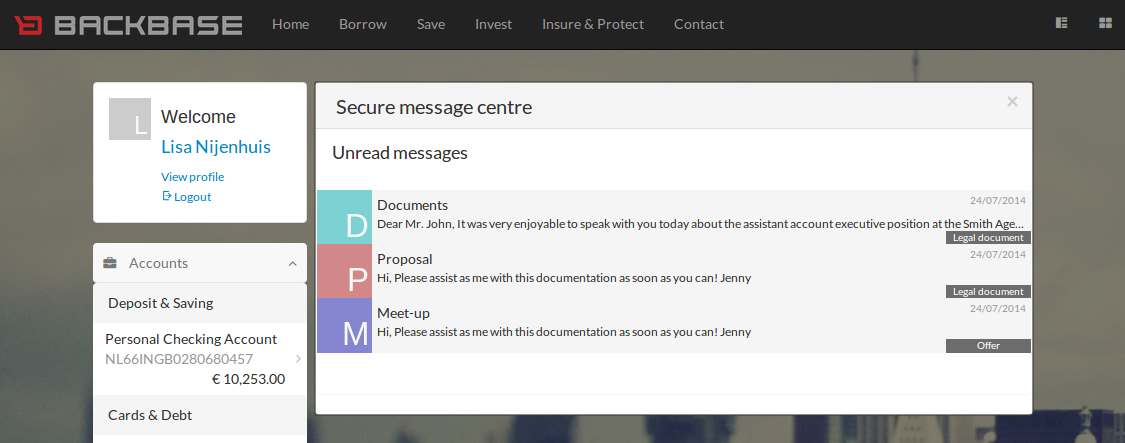 BACKBASE
Home Borrow Save Invest Insure & Protect Contact
L
Welcome
Lisa Nijenhuis
View profile
Logout
Accounts
Deposit & Saving
Personal Checking Account
NL66INGB0280680457
€ 10,253.00
Cards & Debt
Secure message centre ×
Unread messages
D
Documents 24/07/2014
Dear Mr. John, It was very enjoyable to speak with you today about the assistant account executive position at the Smith Age...
Legal document
P
Proposal 24/07/2014
Hi, Please assist as me with this documentation as soon as you can! Jenny
Legal document
M
Meet-up 24/07/2014
Hi, Please assist as me with this documentation as soon as you can! Jenny
Offer